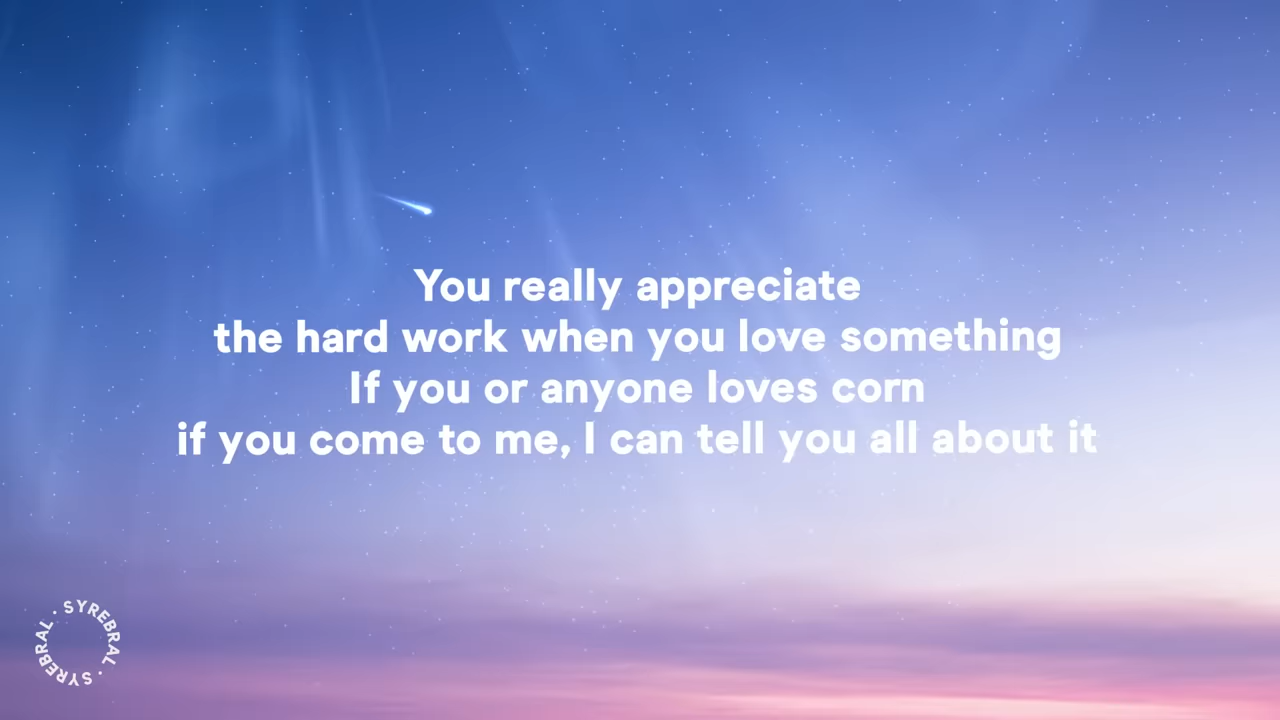 You really appreciate
the hard work when you love something
If you or anyone loves corn
if you come to me, I can tell you all about it
SYREBRAL · SYREBRAL ·